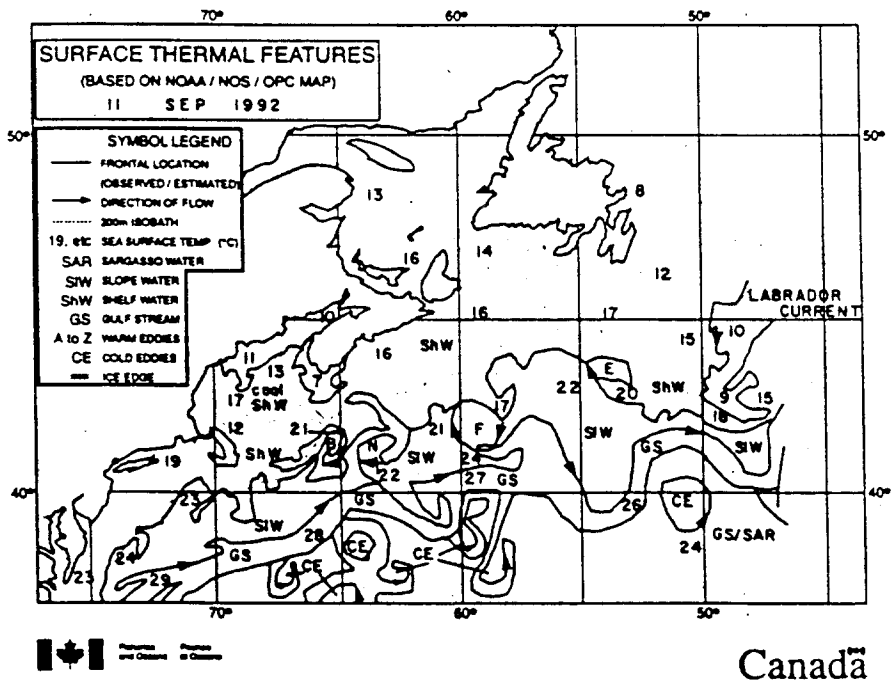 70° 60° 50°
SURFACE THERMAL FEATURES
(BASED ON NOAA / NOS / OPC MAP)
11 SEP 1992
50° 50°
SYMBOL LEGEND
FRONTAL LOCATION
(OBSERVED / ESTIMATED)
DIRECTION OF FLOW
200m ISOBATH
19, etc SEA SURFACE TEMP (°C)
SAR SARGASSO WATER
SlW SLOPE WATER
ShW SHELF WATER
GS GULF STREAM
A to Z WARM EDDIES
CE COLD EDDIES
ICE EDGE
8
13
14
16
12
LABRADOR
CURRENT
16 17
15 10
11 13 16 ShW
E
17 cool
ShW
22 20 ShW
9 15
17
18
12 21 B N 21 F SlW GS SlW
19 ShW SlW 24
22 27 GS
40° 40°
23 SlW GS 26 CE
28
GS CE CE 24 GS/SAR
24
23 29 CE
70° 60° 50°
Fisheries and Oceans
Canada